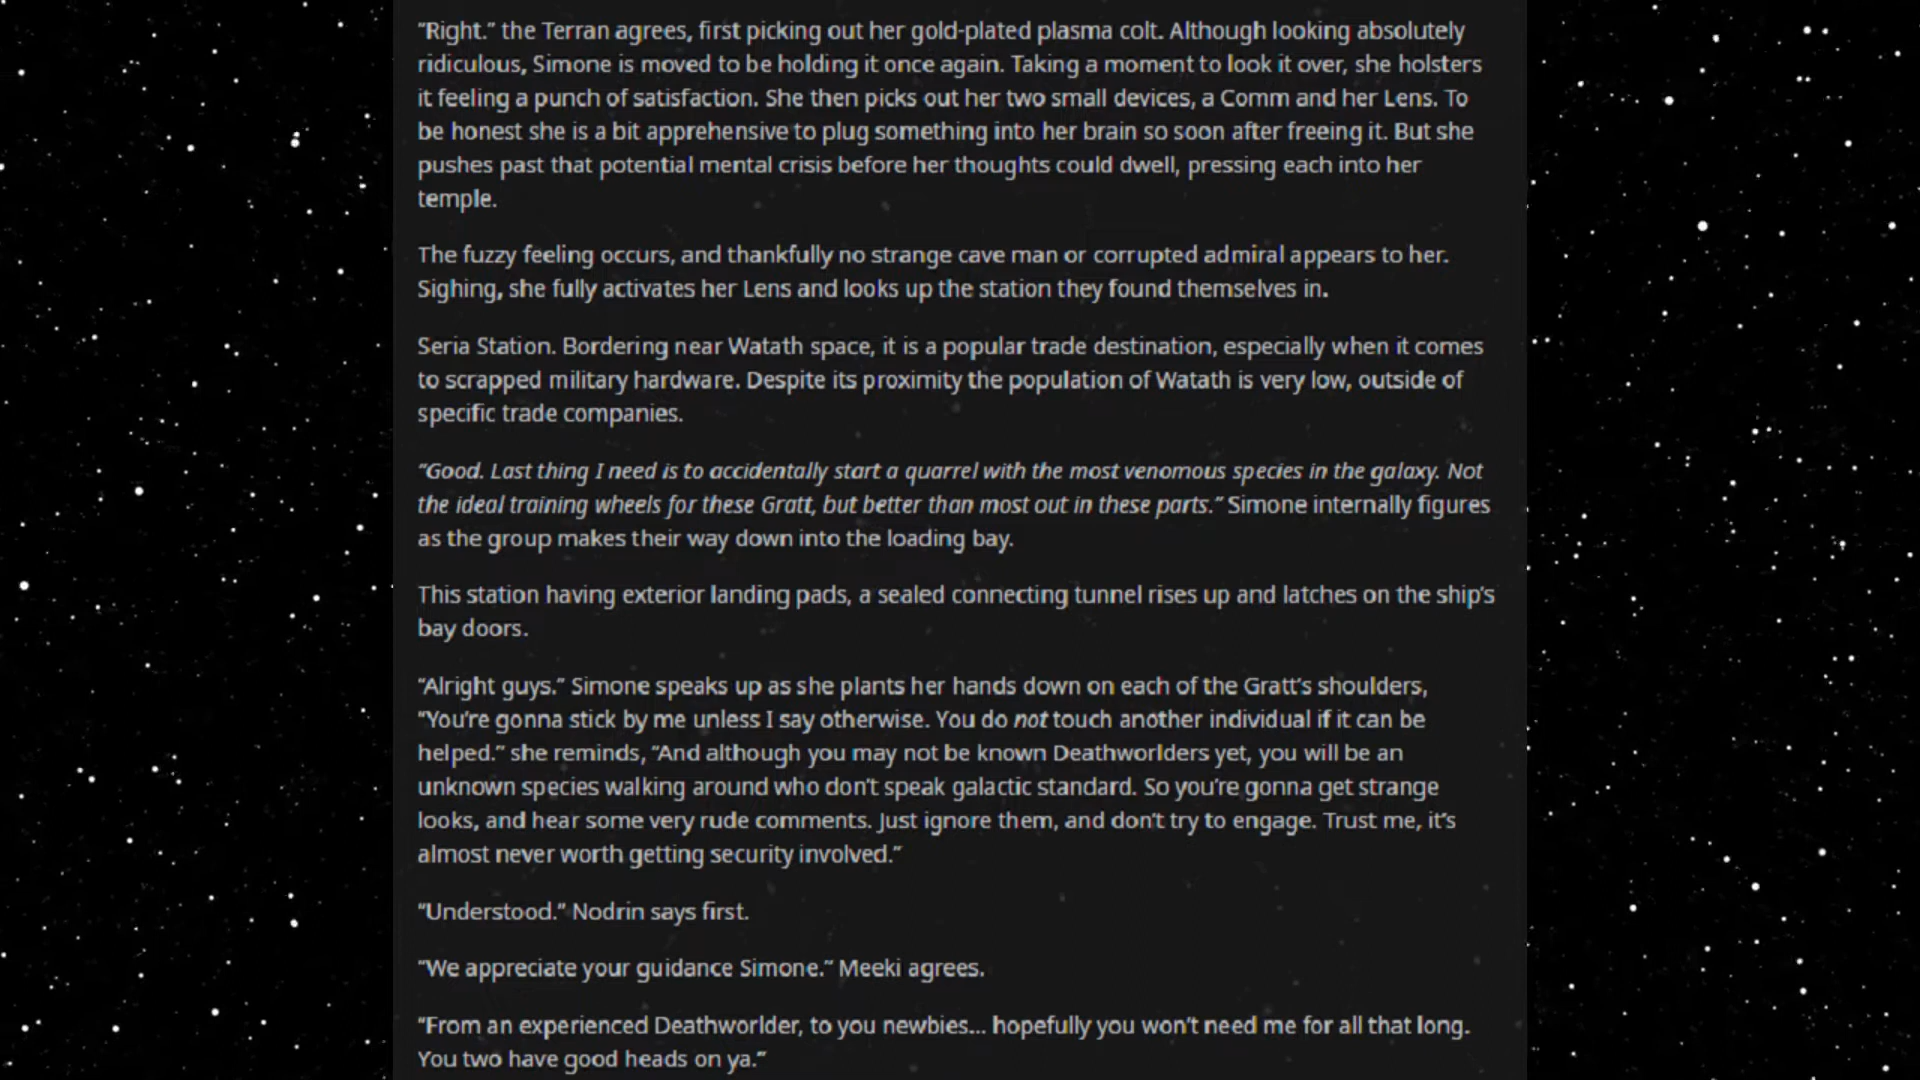 “Right.” the Terran agrees, first picking out her gold-plated plasma colt. Although looking absolutely
ridiculous, Simone is moved to be holding it once again. Taking a moment to look it over, she holsters
it feeling a punch of satisfaction. She then picks out her two small devices, a Comm and her Lens. To
be honest she is a bit apprehensive to plug something into her brain so soon after freeing it. But she
pushes past that potential mental crisis before her thoughts could dwell, pressing each into her
temple.
The fuzzy feeling occurs, and thankfully no strange cave man or corrupted admiral appears to her.
Sighing, she fully activates her Lens and looks up the station they found themselves in.
Seria Station. Bordering near Watath space, it is a popular trade destination, especially when it comes
to scrapped military hardware. Despite its proximity the population of Watath is very low, outside of
specific trade companies.
“Good. Last thing I need is to accidentally start a quarrel with the most venomous species in the galaxy. Not
the ideal training wheels for these Gratt, but better than most out in these parts.” Simone internally figures
as the group makes their way down into the loading bay.
This station having exterior landing pads, a sealed connecting tunnel rises up and latches on the ship’s
bay doors.
“Alright guys.” Simone speaks up as she plants her hands down on each of the Gratt’s shoulders,
“You’re gonna stick by me unless I say otherwise. You do not touch another individual if it can be
helped.” she reminds, “And although you may not be known Deathworlders yet, you will be an
unknown species walking around who don’t speak galactic standard. So you’re gonna get strange
looks, and hear some very rude comments. Just ignore them, and don’t try to engage. Trust me, it’s
almost never worth getting security involved.”
“Understood.” Nodrin says first.
“We appreciate your guidance Simone.” Meeki agrees.
“From an experienced Deathworlder, to you newbies... hopefully you won’t need me for all that long.
You two have good heads on ya.”